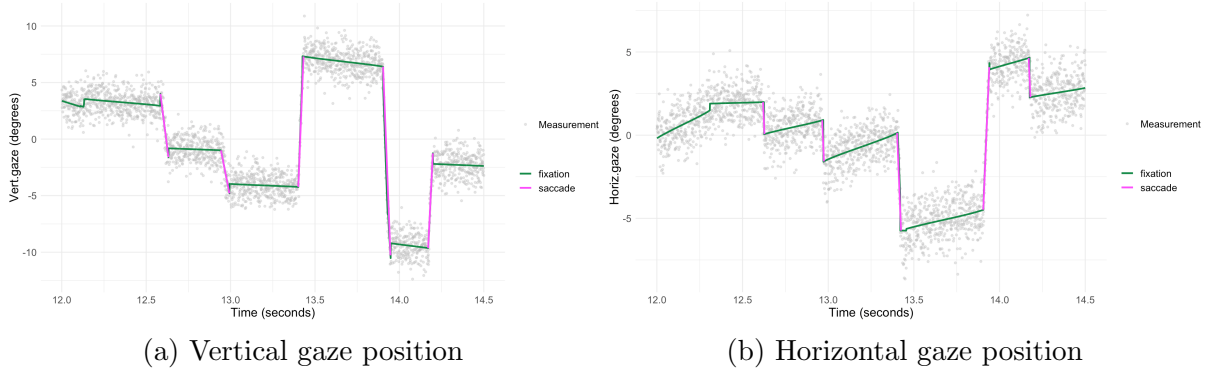 10
5
0
-5
-10
Vert.gaze (degrees)
12.0 12.5 13.0 13.5 14.0 14.5
Time (seconds)
Measurement
fixation
saccade
(a) Vertical gaze position
5
0
-5
Horiz.gaze (degrees)
12.0 12.5 13.0 13.5 14.0 14.5
Time (seconds)
Measurement
fixation
saccade
(b) Horizontal gaze position